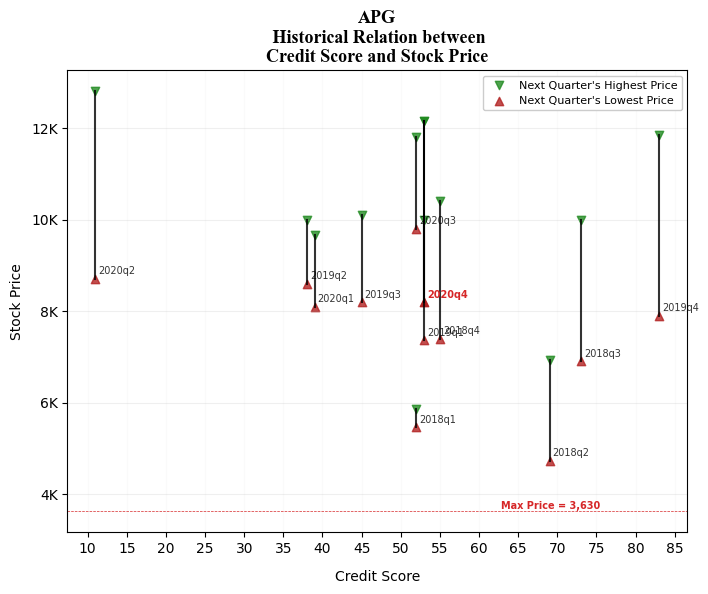 APG
Historical Relation between
Credit Score and Stock Price
Next Quarter's Highest Price
Next Quarter's Lowest Price
12K
10K
8K
6K
4K
Stock Price
2020q2
2019q2
2020q1
2019q3
2020q3
2020q4
2019q1
2018q4
2018q1
2018q2
2018q3
2019q4
Max Price = 3,630
10 15 20 25 30 35 40 45 50 55 60 65 70 75 80 85
Credit Score